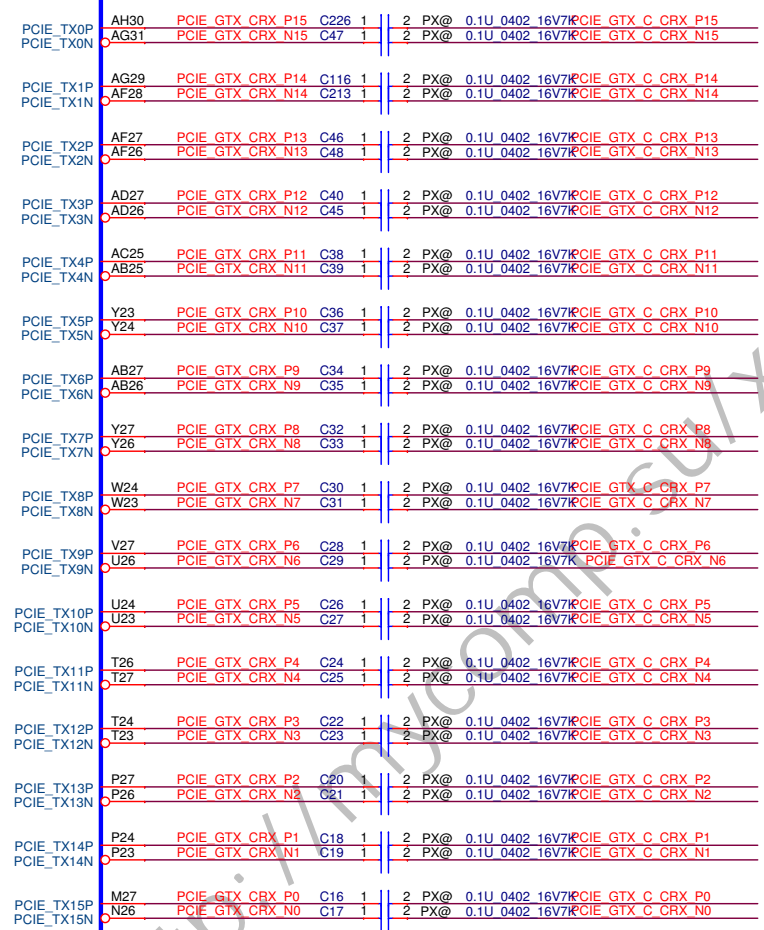 PCIE_TX0P AH30 PCIE_GTX_CRX_P15 C226 1 2 PX@ 0.1U_0402_16V7K PCIE_GTX_C_CRX_P15
PCIE_TX0N AG31 PCIE_GTX_CRX_N15 C47 1 2 PX@ 0.1U_0402_16V7K PCIE_GTX_C_CRX_N15
PCIE_TX1P AG29 PCIE_GTX_CRX_P14 C116 1 2 PX@ 0.1U_0402_16V7K PCIE_GTX_C_CRX_P14
PCIE_TX1N AF28 PCIE_GTX_CRX_N14 C213 1 2 PX@ 0.1U_0402_16V7K PCIE_GTX_C_CRX_N14
PCIE_TX2P AF27 PCIE_GTX_CRX_P13 C46 1 2 PX@ 0.1U_0402_16V7K PCIE_GTX_C_CRX_P13
PCIE_TX2N AF26 PCIE_GTX_CRX_N13 C48 1 2 PX@ 0.1U_0402_16V7K PCIE_GTX_C_CRX_N13
PCIE_TX3P AD27 PCIE_GTX_CRX_P12 C40 1 2 PX@ 0.1U_0402_16V7K PCIE_GTX_C_CRX_P12
PCIE_TX3N AD26 PCIE_GTX_CRX_N12 C45 1 2 PX@ 0.1U_0402_16V7K PCIE_GTX_C_CRX_N12
PCIE_TX4P AC25 PCIE_GTX_CRX_P11 C38 1 2 PX@ 0.1U_0402_16V7K PCIE_GTX_C_CRX_P11
PCIE_TX4N AB25 PCIE_GTX_CRX_N11 C39 1 2 PX@ 0.1U_0402_16V7K PCIE_GTX_C_CRX_N11
PCIE_TX5P Y23 PCIE_GTX_CRX_P10 C36 1 2 PX@ 0.1U_0402_16V7K PCIE_GTX_C_CRX_P10
PCIE_TX5N Y24 PCIE_GTX_CRX_N10 C37 1 2 PX@ 0.1U_0402_16V7K PCIE_GTX_C_CRX_N10
PCIE_TX6P AB27 PCIE_GTX_CRX_P9 C34 1 2 PX@ 0.1U_0402_16V7K PCIE_GTX_C_CRX_P9
PCIE_TX6N AB26 PCIE_GTX_CRX_N9 C35 1 2 PX@ 0.1U_0402_16V7K PCIE_GTX_C_CRX_N9
PCIE_TX7P Y27 PCIE_GTX_CRX_P8 C32 1 2 PX@ 0.1U_0402_16V7K PCIE_GTX_C_CRX_P8
PCIE_TX7N Y26 PCIE_GTX_CRX_N8 C33 1 2 PX@ 0.1U_0402_16V7K PCIE_GTX_C_CRX_N8
PCIE_TX8P W24 PCIE_GTX_CRX_P7 C30 1 2 PX@ 0.1U_0402_16V7K PCIE_GTX_C_CRX_P7
PCIE_TX8N W23 PCIE_GTX_CRX_N7 C31 1 2 PX@ 0.1U_0402_16V7K PCIE_GTX_C_CRX_N7
PCIE_TX9P V27 PCIE_GTX_CRX_P6 C28 1 2 PX@ 0.1U_0402_16V7K PCIE_GTX_C_CRX_P6
PCIE_TX9N U26 PCIE_GTX_CRX_N6 C29 1 2 PX@ 0.1U_0402_16V7K PCIE_GTX_C_CRX_N6
PCIE_TX10P U24 PCIE_GTX_CRX_P5 C26 1 2 PX@ 0.1U_0402_16V7K PCIE_GTX_C_CRX_P5
PCIE_TX10N U23 PCIE_GTX_CRX_N5 C27 1 2 PX@ 0.1U_0402_16V7K PCIE_GTX_C_CRX_N5
PCIE_TX11P T26 PCIE_GTX_CRX_P4 C24 1 2 PX@ 0.1U_0402_16V7K PCIE_GTX_C_CRX_P4
PCIE_TX11N T27 PCIE_GTX_CRX_N4 C25 1 2 PX@ 0.1U_0402_16V7K PCIE_GTX_C_CRX_N4
PCIE_TX12P T24 PCIE_GTX_CRX_P3 C22 1 2 PX@ 0.1U_0402_16V7K PCIE_GTX_C_CRX_P3
PCIE_TX12N T23 PCIE_GTX_CRX_N3 C23 1 2 PX@ 0.1U_0402_16V7K PCIE_GTX_C_CRX_N3
PCIE_TX13P P27 PCIE_GTX_CRX_P2 C20 1 2 PX@ 0.1U_0402_16V7K PCIE_GTX_C_CRX_P2
PCIE_TX13N P26 PCIE_GTX_CRX_N2 C21 1 2 PX@ 0.1U_0402_16V7K PCIE_GTX_C_CRX_N2
PCIE_TX14P P24 PCIE_GTX_CRX_P1 C18 1 2 PX@ 0.1U_0402_16V7K PCIE_GTX_C_CRX_P1
PCIE_TX14N P23 PCIE_GTX_CRX_N1 C19 1 2 PX@ 0.1U_0402_16V7K PCIE_GTX_C_CRX_N1
PCIE_TX15P M27 PCIE_GTX_CRX_P0 C16 1 2 PX@ 0.1U_0402_16V7K PCIE_GTX_C_CRX_P0
PCIE_TX15N N26 PCIE_GTX_CRX_N0 C17 1 2 PX@ 0.1U_0402_16V7K PCIE_GTX_C_CRX_N0
tp://mycomp.su/x